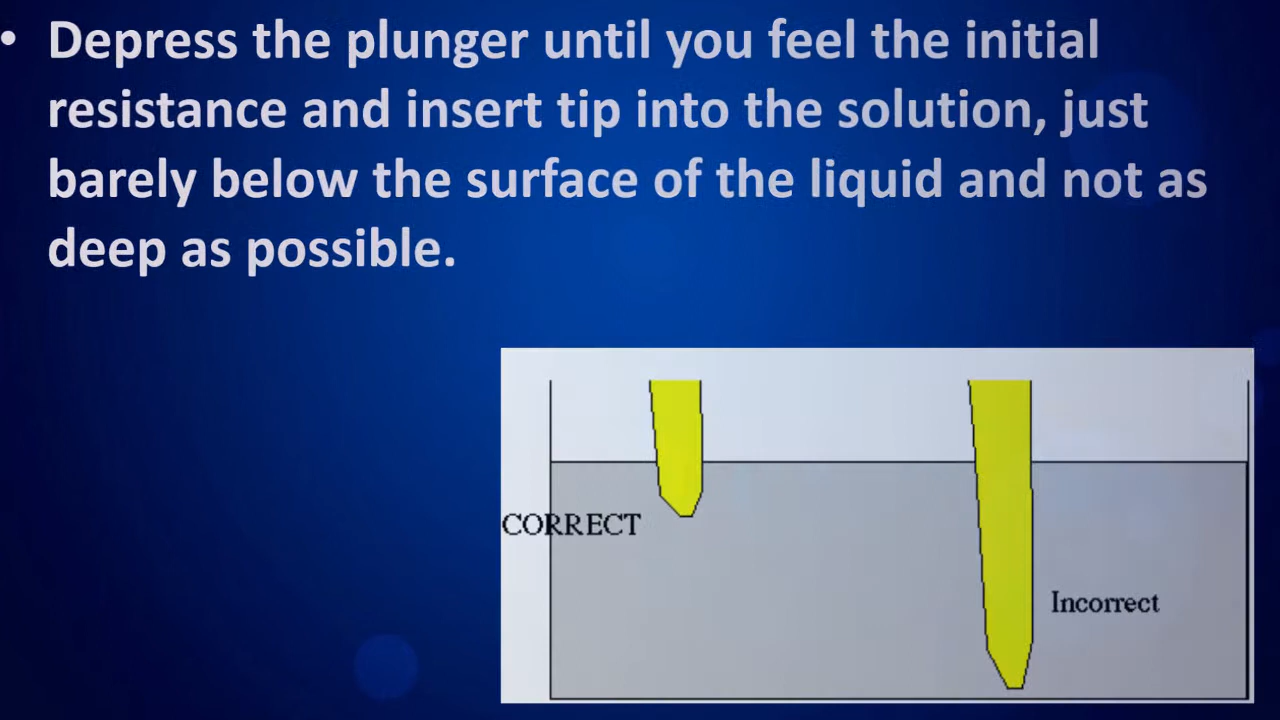 • Depress the plunger until you feel the initial
resistance and insert tip into the solution, just
barely below the surface of the liquid and not as
deep as possible.
CORRECT
Incorrect